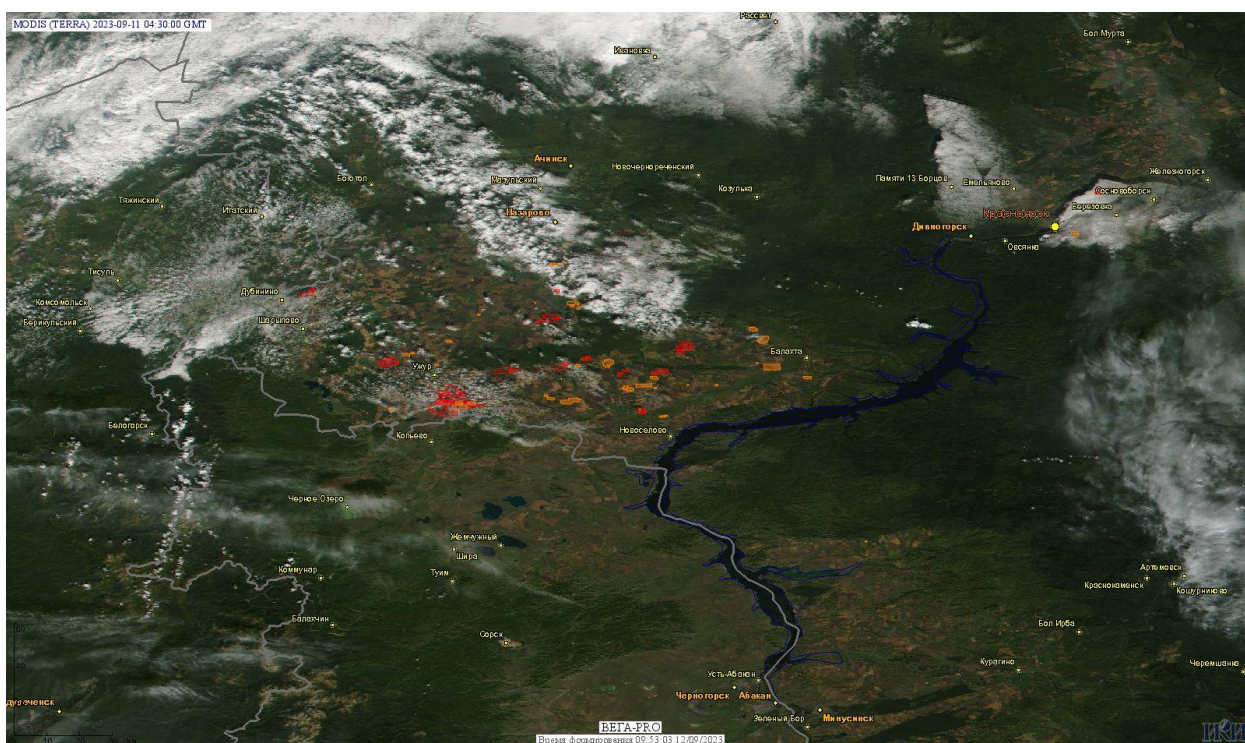 MODIS (TERRA) 2023-09-11 04:30:00 GMT
Рассвет
Бол.Мурта
Ивановка
Ачинск
Новочернореченский
Железногорск
Боготол
Мазульский
Козулька
Памяти 13 Борцов
Емельяново
Сосновоборск
Тяжинский
Итатский
Назарово
Березовка
Красноярск
Дивногорск
Овсянка
Тисуль
Дубинино
Комсомольск
Берикульский
Шарыпово
Балахта
Ужур
Белогорск
Копьево
Новоселово
Черное Озеро
Жемчужный
Шира
Коммунар
Туим
Артемовск
Краснокаменск
Кошурниково
Балахчин
Сорск
Бол.Ирба
Курагино
Черемшанка
Усть-Абакан
Черногорск
Абакан
дуреченск
Зеленый Бор
Минусинск
ВЕГА-PRO
Время формирования 09:53:03 12/09/2023
ИКИ